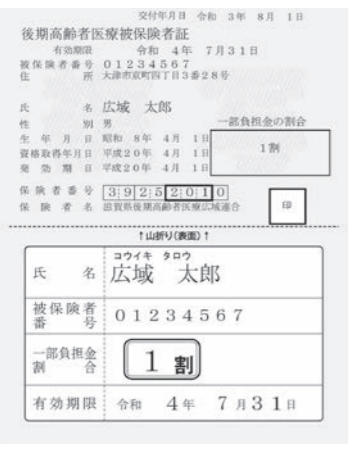 交付年月日 令和 3年 8月 1日
後期高齢者医療被保険者証
有効期限 令和 4年 7月31日
被保険者番号 01234567
住所 大津市京町四丁目3番28号
氏名 広域 太郎
性別 男
一部負担金の割合
生年月日 昭和 8年 4月 1日
1割
資格取得年月日 平成20年 4月 1日
発効期日 平成20年 4月 1日
保険者番号 39252010
保険者名 滋賀県後期高齢者医療広域連合
印
↑山折り(表面)↑
コウイキ タロウ
氏名 広域 太郎
被保険者番号 01234567
一部負担金割合 1割
有効期限 令和 4年 7月31日